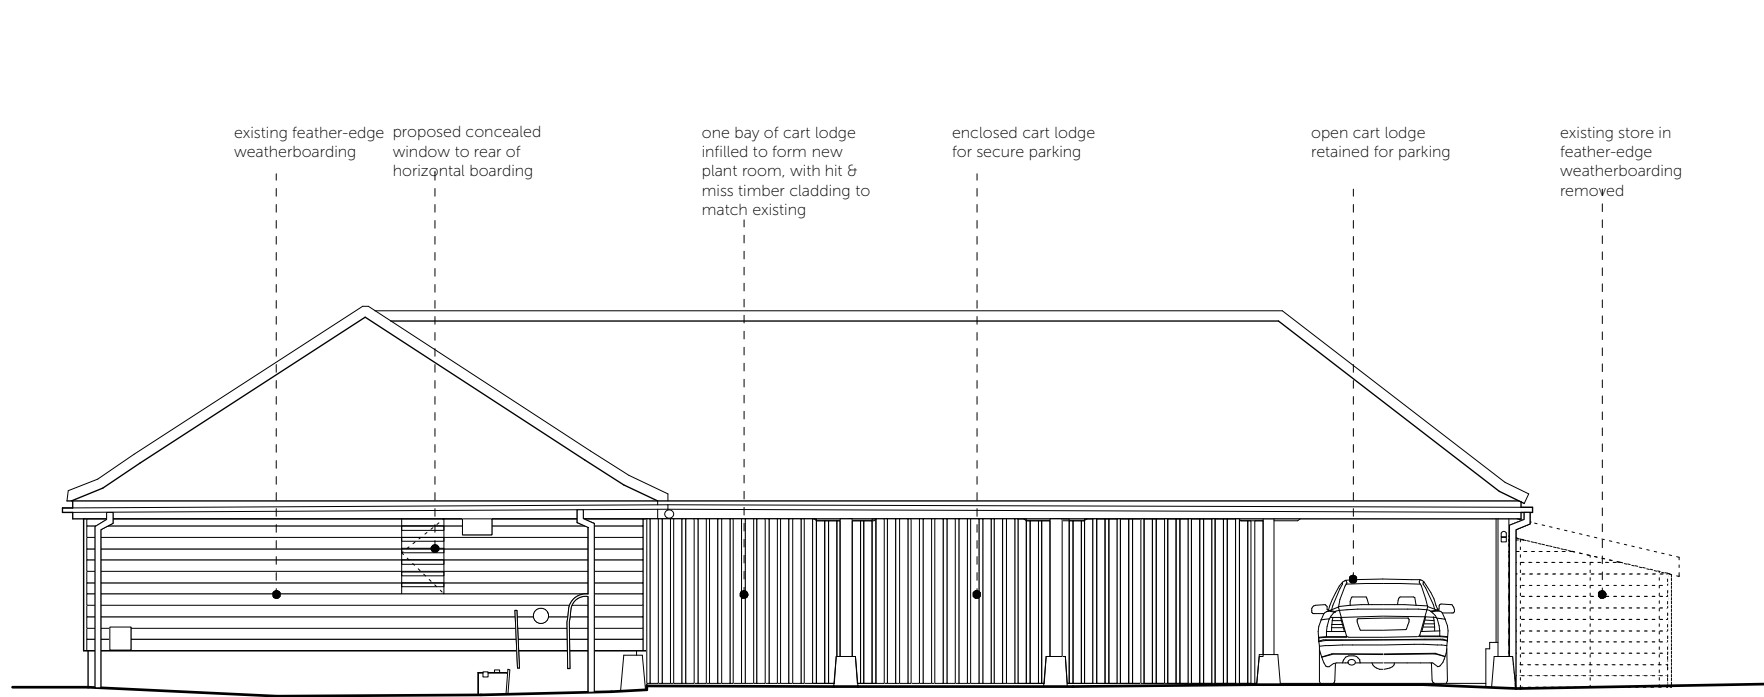 existing feather-edge
weatherboarding
proposed concealed
window to rear of
horizontal boarding
one bay of cart lodge
infilled to form new
plant room, with hit &
miss timber cladding to
match existing
enclosed cart lodge
for secure parking
open cart lodge
retained for parking
existing store in
feather-edge
weatherboarding
removed